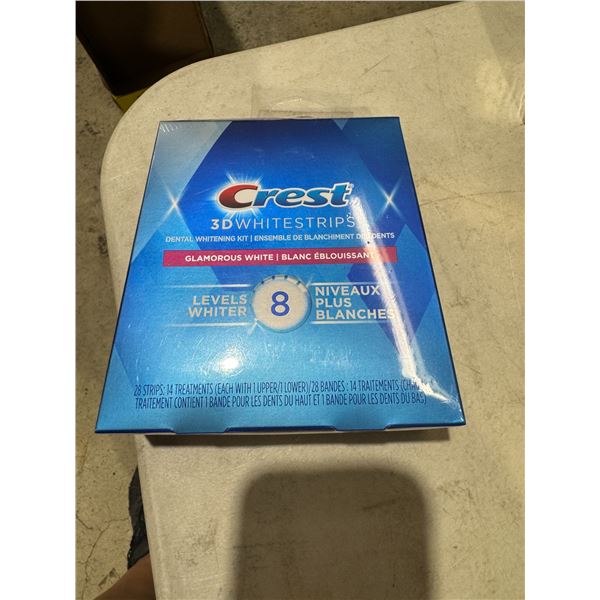 Crest
3DWHITESTRIPS
DENTAL WHITENING KIT | ENSEMBLE DE BLANCHIMENT DES DENTS
GLAMOROUS WHITE | BLANC ÉBLOUISSANT
LEVELS WHITER
8
NIVEAUX PLUS BLANCHES
28 STRIPS: 14 TREATMENTS (EACH WITH 1 UPPER/1 LOWER)/28 BANDES : 14 TRAITEMENTS
TRAITEMENT CONTIENT 1 BANDE POUR LES DENTS DU HAUT ET 1 BANDE POUR LES DENTS DU BAS)